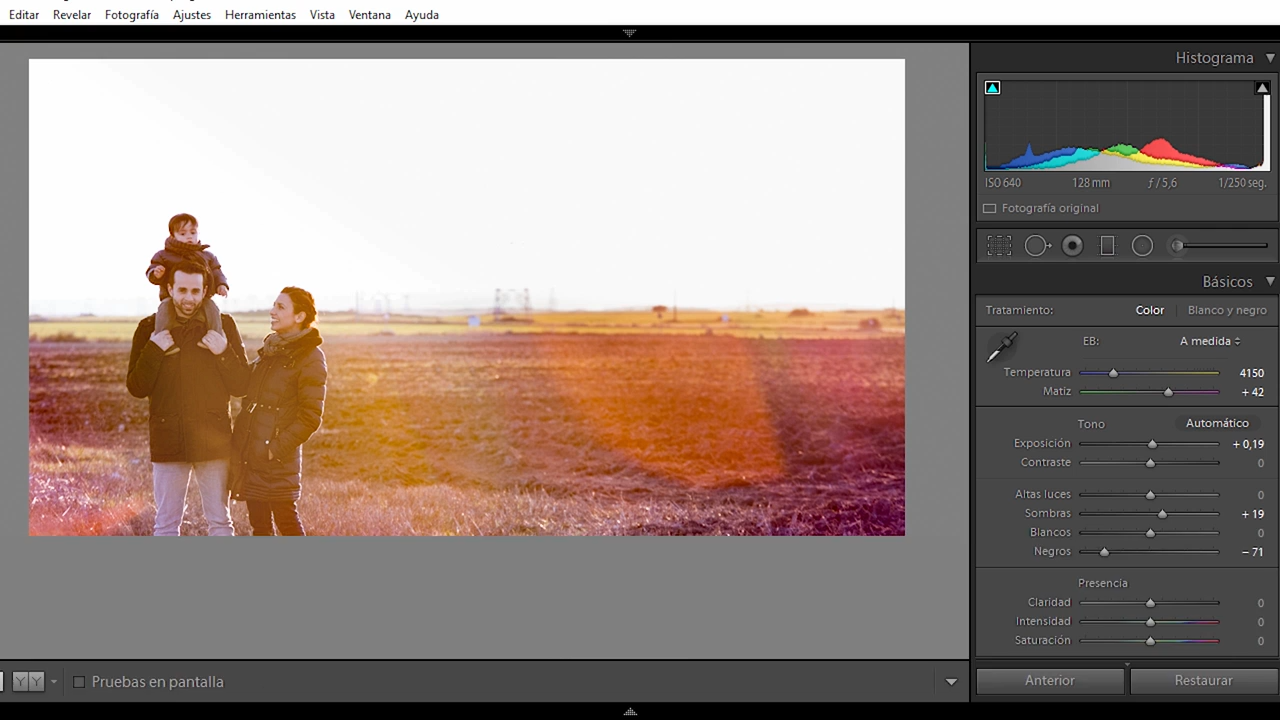 Editar Revelar Fotografía Ajustes Herramientas Vista Ventana Ayuda
Histograma
ISO 640 128 mm ƒ / 5,6 1/250 seg.
Fotografía original
Básicos
Tratamiento: Color Blanco y negro
EB: A medida
Temperatura 4150
Matiz + 42
Tono Automático
Exposición + 0,19
Contraste 0
Altas luces 0
Sombras + 19
Blancos 0
Negros – 71
Presencia
Claridad 0
Intensidad 0
Saturación 0
Y Y Pruebas en pantalla
Anterior Restaurar